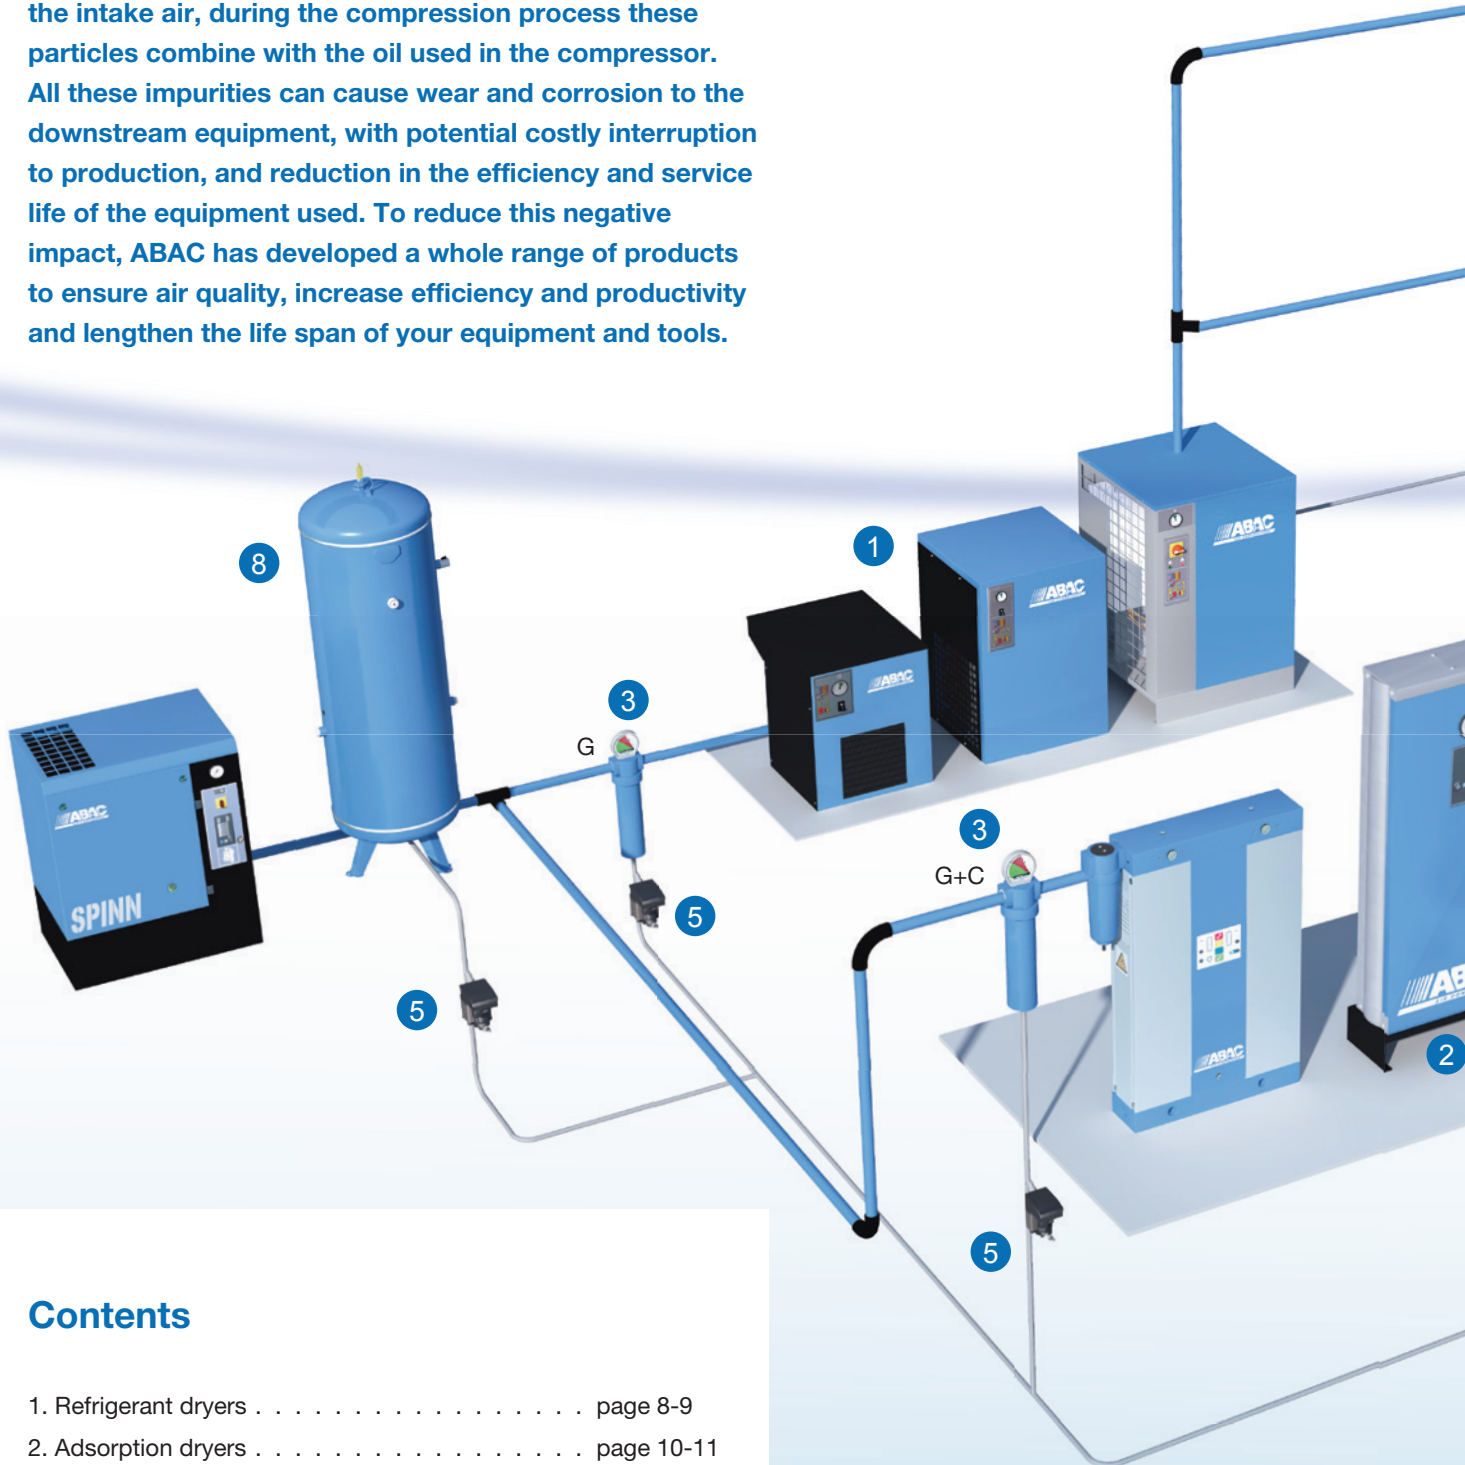 the intake air, during the compression process these
particles combine with the oil used in the compressor.
All these impurities can cause wear and corrosion to the
downstream equipment, with potential costly interruption
to production, and reduction in the efficiency and service
life of the equipment used. To reduce this negative
impact, ABAC has developed a whole range of products
to ensure air quality, increase efficiency and productivity
and lengthen the life span of your equipment and tools.
8
1
ABAC
ABAC
ABAC
3
G
ABAC
SPINN
5
5
3
G+C
ABAC
AB
2
5
Contents
1. Refrigerant dryers . . . . . . . . . . . . . . . . . page 8-9
2. Adsorption dryers . . . . . . . . . . . . . . . . . page 10-11